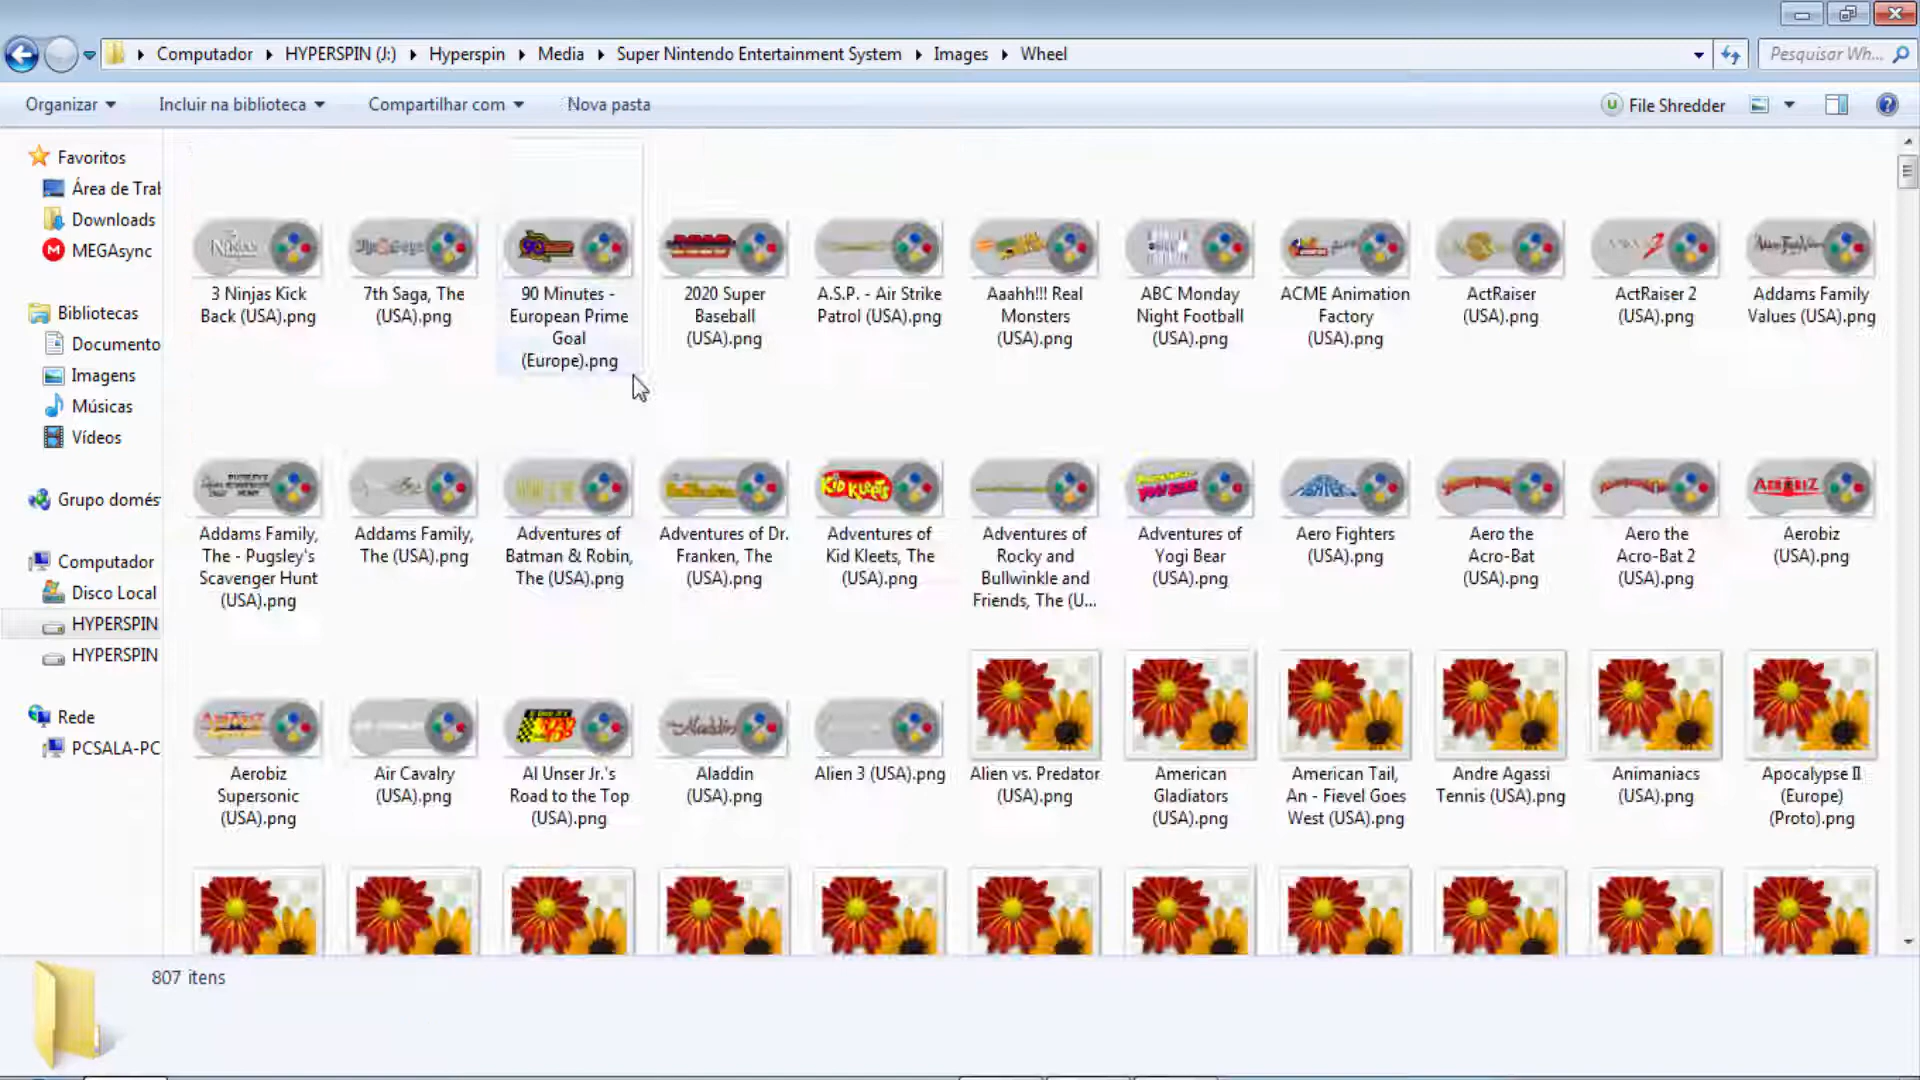 Computador HYPERSPIN (J:) Hyperspin Media Super Nintendo Entertainment System Images Wheel
Pesquisar Wh...
Organizar Incluir na biblioteca Compartilhar com Nova pasta File Shredder
Favoritos
Área de Tral
Downloads
MEGAsync
Bibliotecas
Documento
Imagens
Músicas
Vídeos
Grupo domés
Computador
Disco Local
HYPERSPIN
HYPERSPIN
Rede
PCSALA-PC
3 Ninjas Kick
Back (USA).png
7th Saga, The
(USA).png
90 Minutes -
European Prime
Goal
(Europe).png
2020 Super
Baseball
(USA).png
A.S.P. - Air Strike
Patrol (USA).png
Aaahh!!! Real
Monsters
(USA).png
ABC Monday
Night Football
(USA).png
ACME Animation
Factory
(USA).png
ActRaiser
(USA).png
ActRaiser 2
(USA).png
Addams Family
Values (USA).png
KID KLEETS
AEROBIZ
Addams Family,
The - Pugsley's
Scavenger Hunt
(USA).png
Addams Family,
The (USA).png
Adventures of
Batman & Robin,
The (USA).png
Adventures of Dr.
Franken, The
(USA).png
Adventures of
Kid Kleets, The
(USA).png
Adventures of
Rocky and
Bullwinkle and
Friends, The (U...
Adventures of
Yogi Bear
(USA).png
Aero Fighters
(USA).png
Aero the
Acro-Bat
(USA).png
Aero the
Acro-Bat 2
(USA).png
Aerobiz
(USA).png
Aladdin
Aerobiz
Supersonic
(USA).png
Air Cavalry
(USA).png
Al Unser Jr.'s
Road to the Top
(USA).png
Aladdin
(USA).png
Alien 3 (USA).png
Alien vs. Predator
(USA).png
American
Gladiators
(USA).png
American Tail,
An - Fievel Goes
West (USA).png
Andre Agassi
Tennis (USA).png
Animaniacs
(USA).png
Apocalypse II
(Europe)
(Proto).png
807 itens